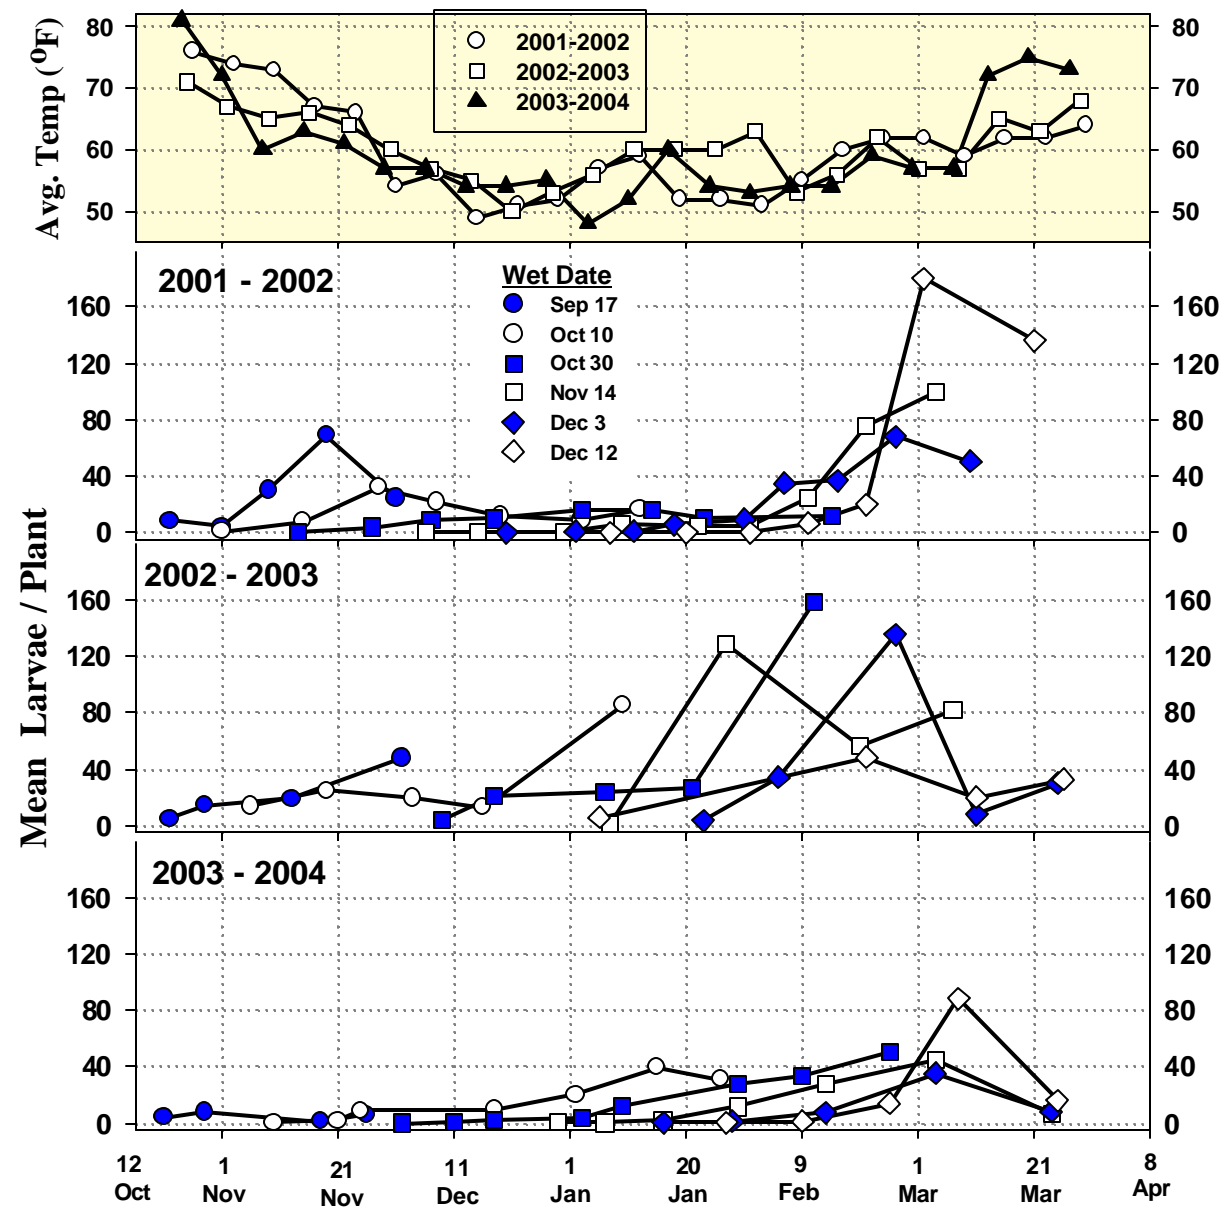 Avg. Temp (ºF)
80
70
60
50
80
70
60
50
2001-2002
2002-2003
2003-2004
Mean Larvae / Plant
2001 - 2002
Wet Date
Sep 17
Oct 10
Oct 30
Nov 14
Dec 3
Dec 12
160
120
80
40
0
160
120
80
40
0
2002 - 2003
160
120
80
40
0
160
120
80
40
0
2003 - 2004
160
120
80
40
0
160
120
80
40
0
12 1 21 11 1 20 9 1 21 8
Oct Nov Nov Dec Jan Jan Feb Mar Mar Apr